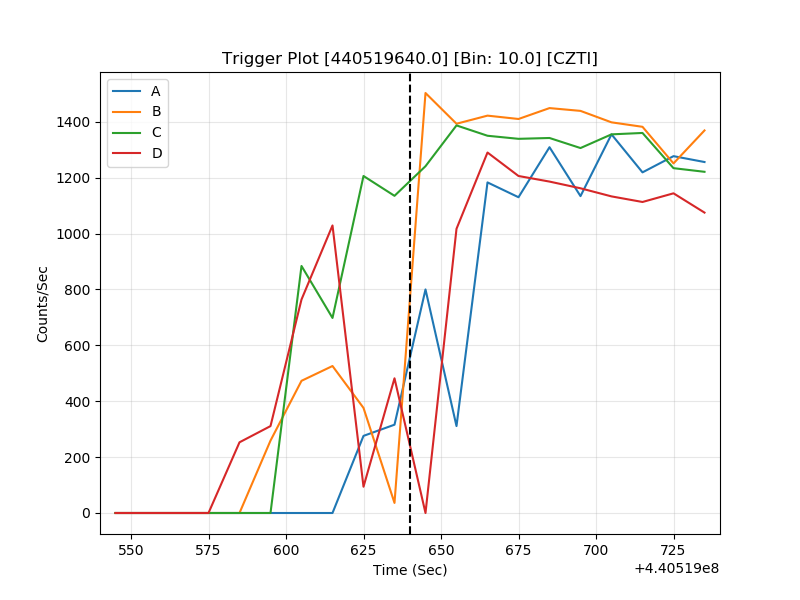 Trigger Plot [440519640.0] [Bin: 10.0] [CZTI]
A
B
C
D
Counts/Sec
1400
1200
1000
800
600
400
200
0
550 575 600 625 650 675 700 725
Time (Sec)
+4.40519e8